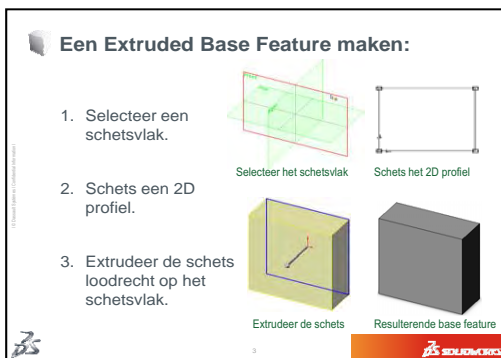 Een Extruded Base Feature maken:
1. Selecteer een
schetsvlak.
Selecteer het schetsvlak
Schets het 2D profiel
2. Schets een 2D
profiel.
3. Extrudeer de schets
loodrecht op het
schetsvlak.
Extrudeer de schets
Resulterende base feature
3
SOLIDWORKS